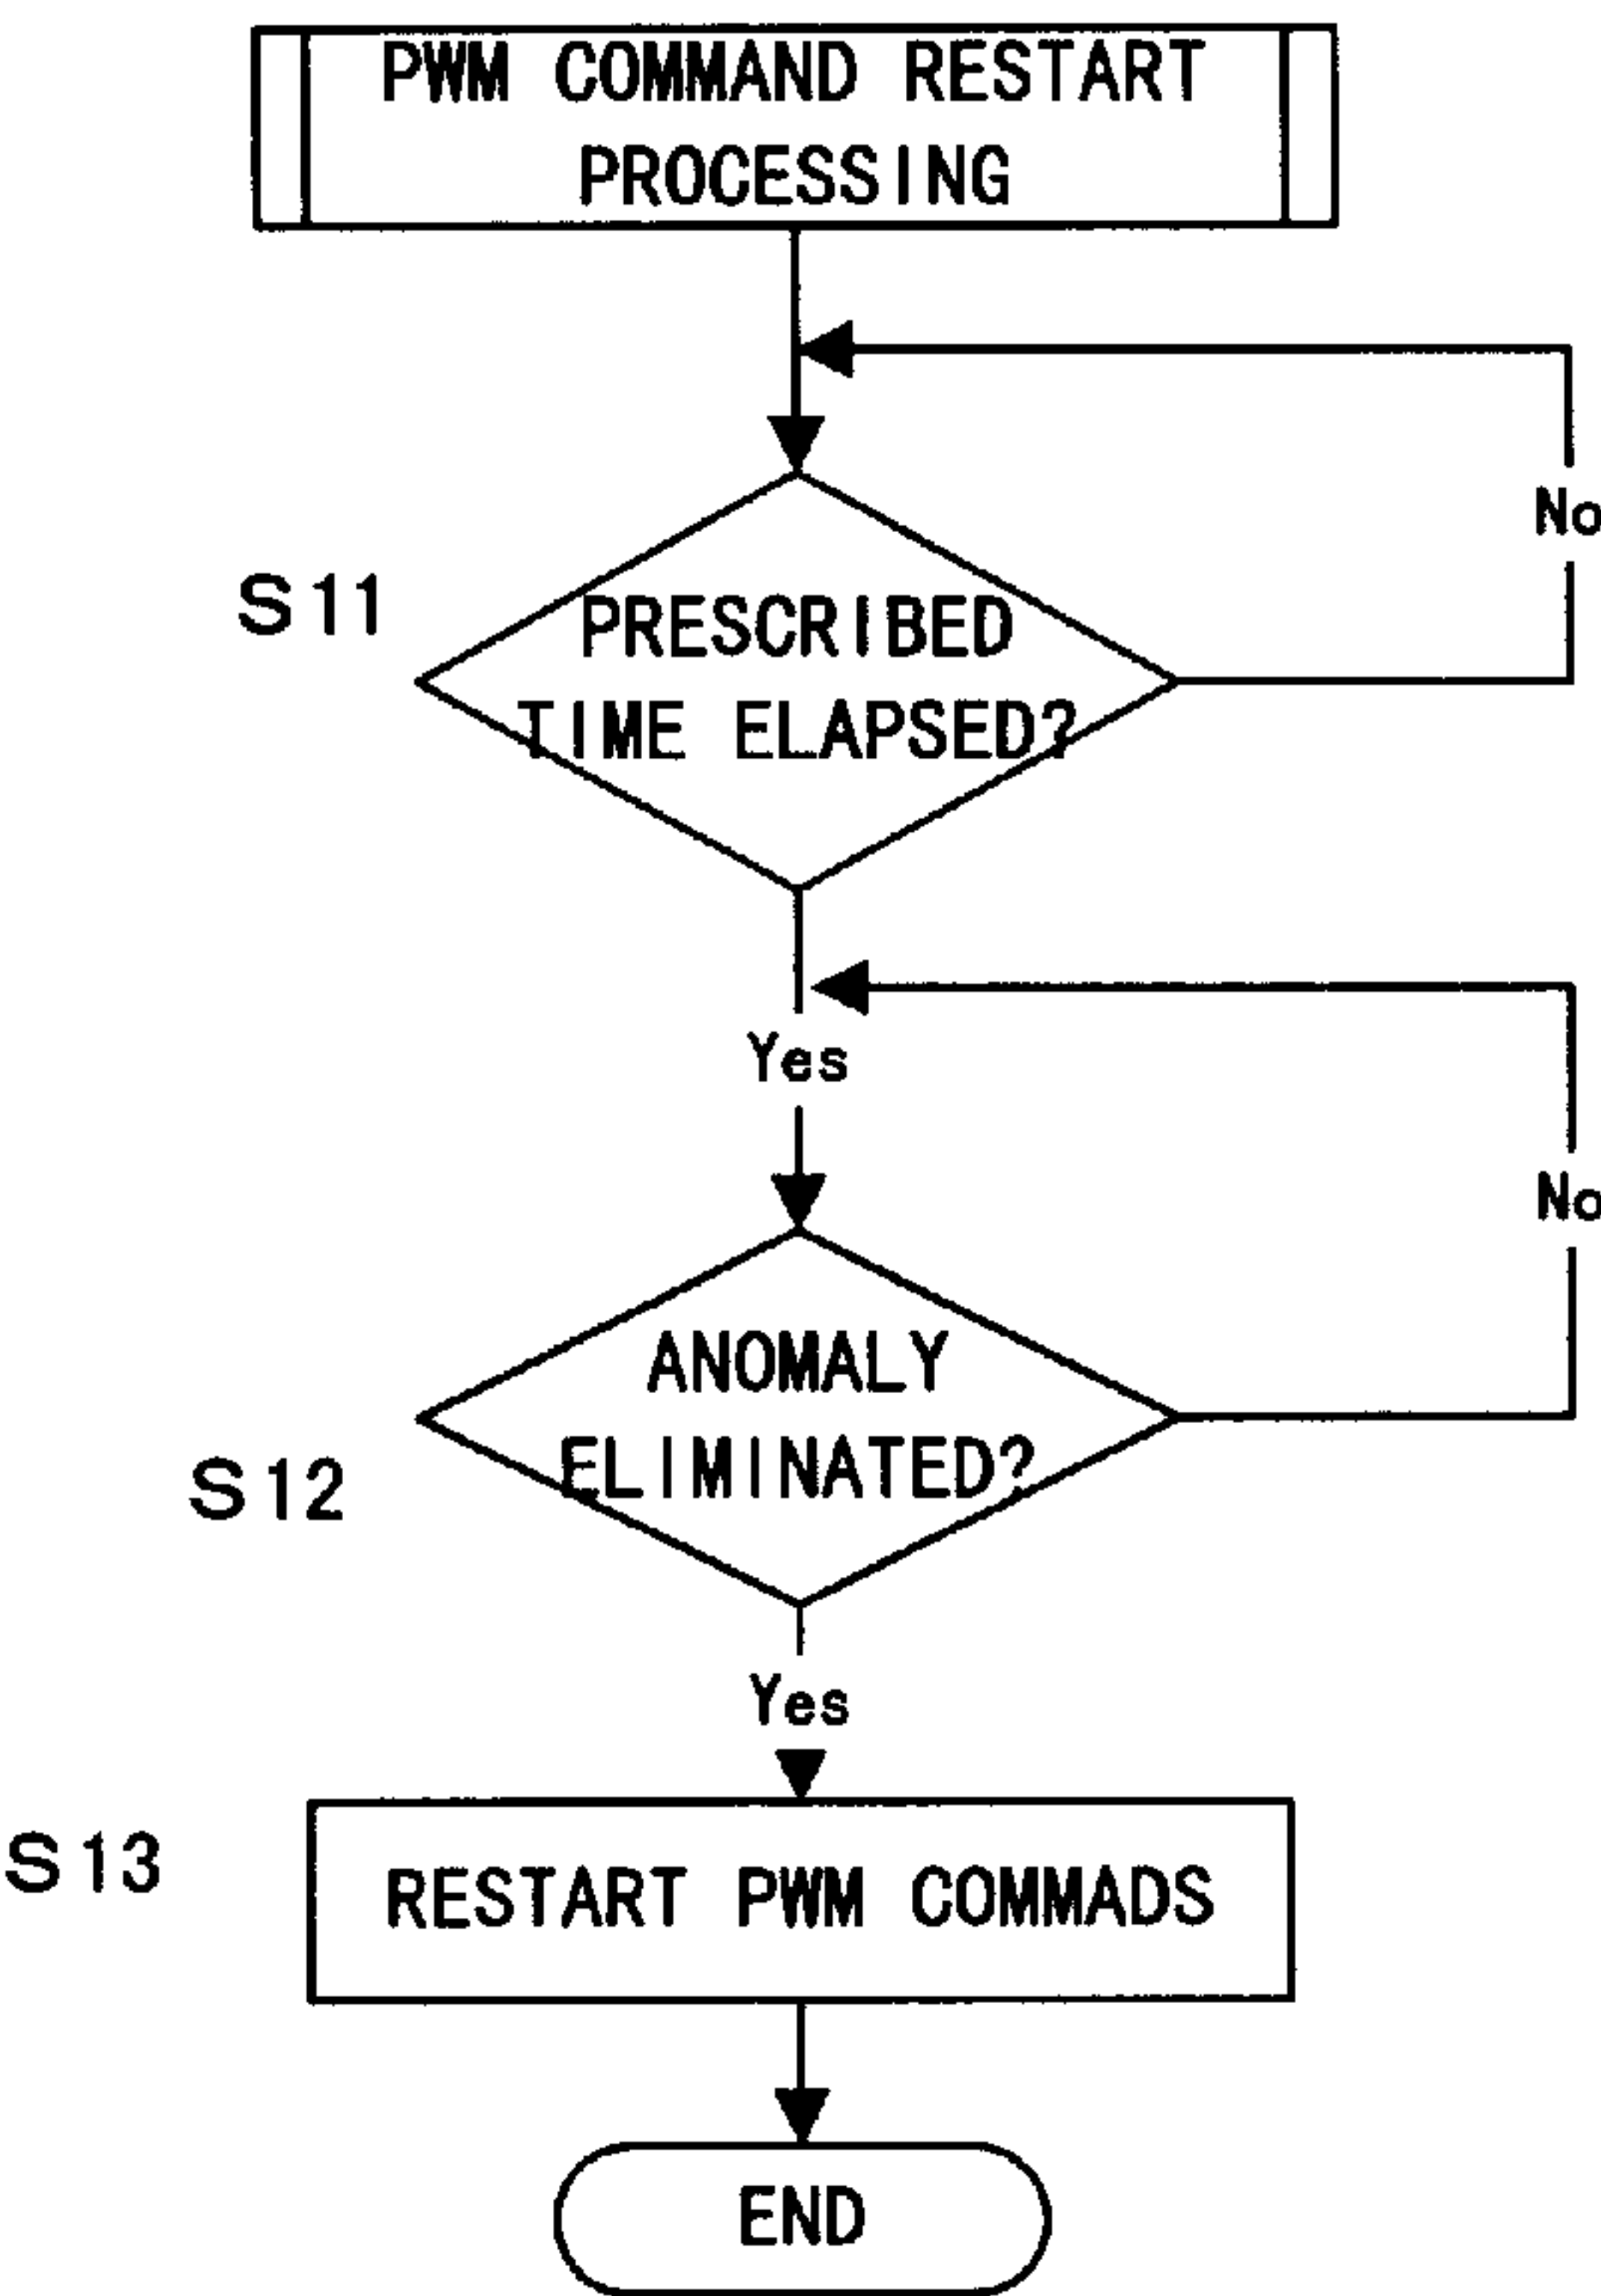 PWM COMMAND RESTART
PROCESSING
No
S11
PRESCRIBED
TIME ELAPSED?
Yes
No
ANOMALY
ELIMINATED?
S12
Yes
S13
RESTART PWM COMMADS
END